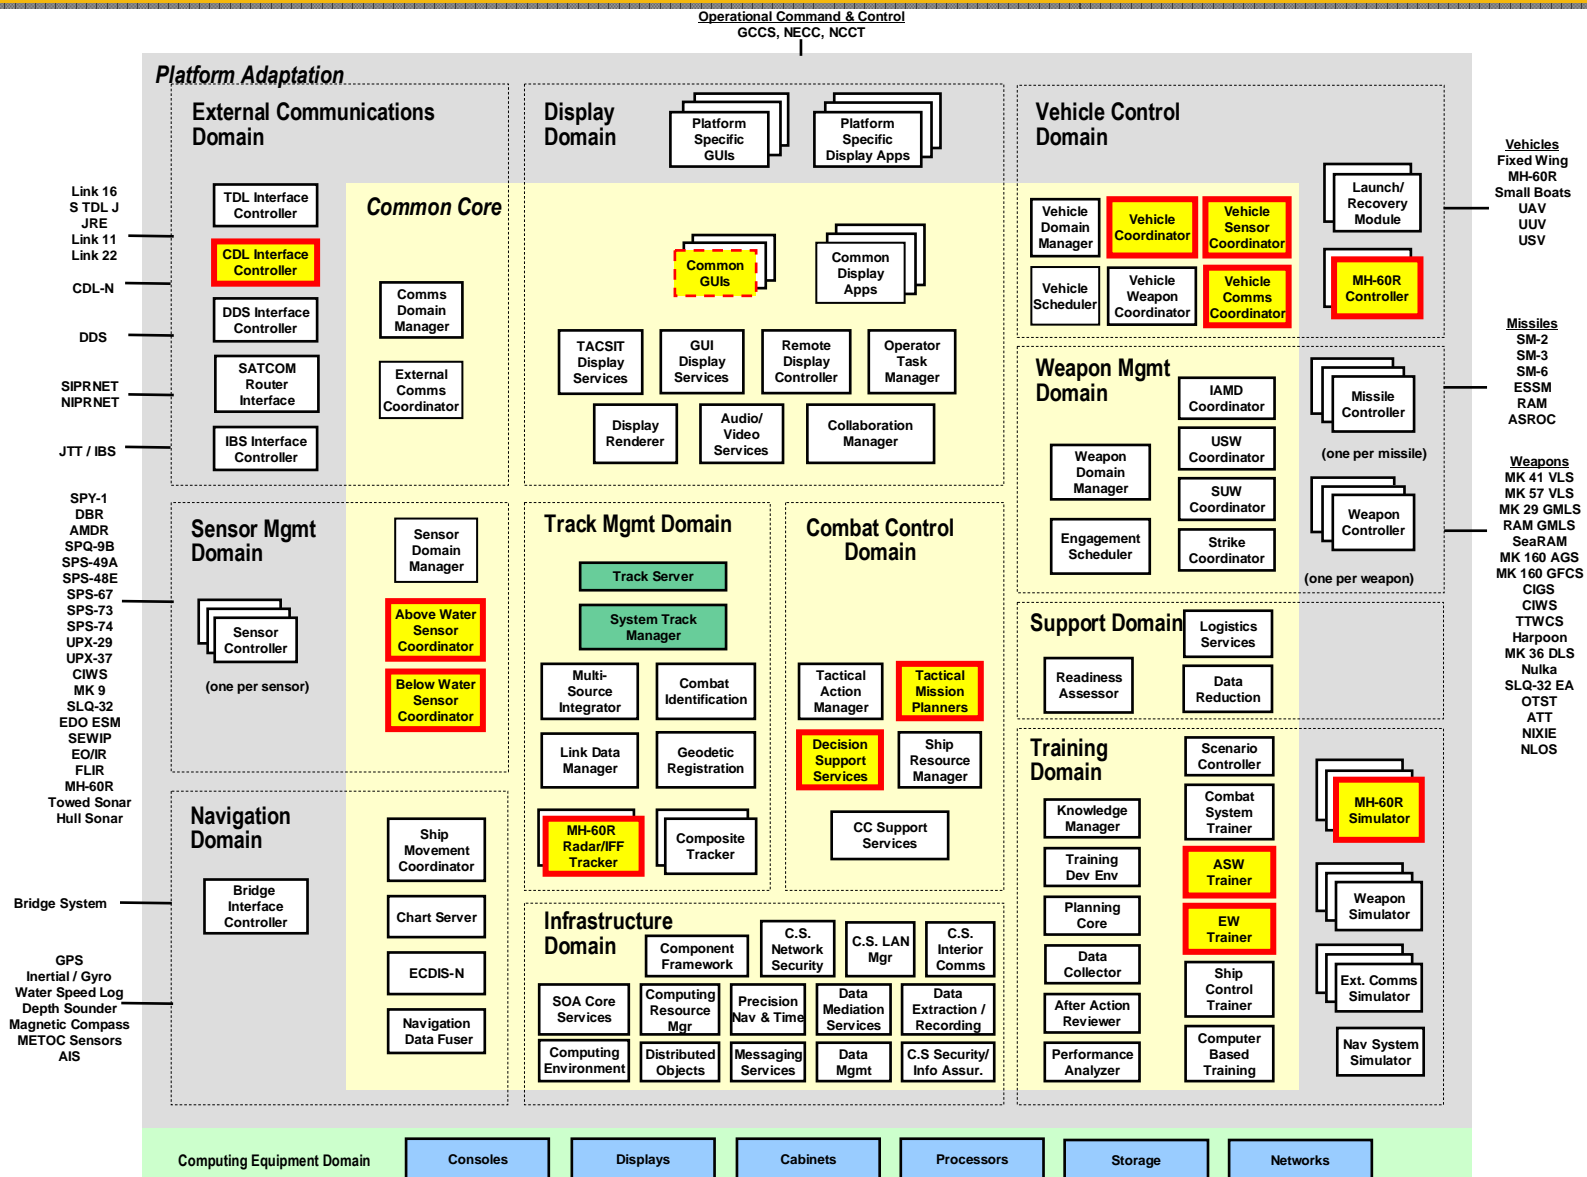 Operational Command & Control
GCCS, NECC, NCCT
Platform Adaptation
External Communications
Domain
TDL Interface
Controller
CDL Interface
Controller
DDS Interface
Controller
SATCOM
Router
Interface
IBS Interface
Controller
Common Core
Comms
Domain
Manager
External
Comms
Coordinator
Link 16
S TDL J
JRE
Link 11
Link 22
CDL-N
DDS
SIPRNET
NIPRNET
JTT / IBS
Display
Domain
Platform
Specific
GUIs
Platform
Specific
Display Apps
Common
GUIs
Common
Display
Apps
TACSIT
Display
Services
GUI
Display
Services
Remote
Display
Controller
Operator
Task
Manager
Display
Renderer
Audio/
Video
Services
Collaboration
Manager
Vehicle Control
Domain
Vehicle
Domain
Manager
Vehicle
Coordinator
Vehicle
Sensor
Coordinator
Vehicle
Scheduler
Vehicle
Weapon
Coordinator
Vehicle
Comms
Coordinator
Launch/
Recovery
Module
MH-60R
Controller
Vehicles
Fixed Wing
MH-60R
Small Boats
UAV
UUV
USV
Weapon Mgmt
Domain
IAMD
Coordinator
USW
Coordinator
SUW
Coordinator
Strike
Coordinator
Weapon
Domain
Manager
Engagement
Scheduler
Missile
Controller
(one per missile)
Weapon
Controller
(one per weapon)
Missiles
SM-2
SM-3
SM-6
ESSM
RAM
ASROC
Weapons
MK 41 VLS
MK 57 VLS
MK 29 GMLS
RAM GMLS
SeaRAM
MK 160 AGS
MK 160 GFCS
CIGS
CIWS
TTWCS
Harpoon
MK 36 DLS
Nulka
SLQ-32 EA
OTST
ATT
NIXIE
NLOS
SPY-1
DBR
AMDR
SPQ-9B
SPS-49A
SPS-48E
SPS-67
SPS-73
SPS-74
UPX-29
UPX-37
CIWS
MK 9
SLQ-32
EDO ESM
SEWIP
EO/IR
FLIR
MH-60R
Towed Sonar
Hull Sonar
Sensor Mgmt
Domain
Sensor
Domain
Manager
Sensor
Controller
(one per sensor)
Above Water
Sensor
Coordinator
Below Water
Sensor
Coordinator
Track Mgmt Domain
Track Server
System Track
Manager
Multi-
Source
Integrator
Combat
Identification
Link Data
Manager
Geodetic
Registration
MH-60R
Radar/IFF
Tracker
Composite
Tracker
Combat Control
Domain
Tactical
Action
Manager
Tactical
Mission
Planners
Decision
Support
Services
Ship
Resource
Manager
CC Support
Services
Support Domain
Logistics
Services
Readiness
Assessor
Data
Reduction
Training
Domain
Scenario
Controller
Knowledge
Manager
Combat
System
Trainer
Training
Dev Env
ASW
Trainer
Planning
Core
EW
Trainer
Data
Collector
Ship
Control
Trainer
After Action
Reviewer
Performance
Analyzer
Computer
Based
Training
MH-60R
Simulator
Weapon
Simulator
Ext. Comms
Simulator
Nav System
Simulator
Navigation
Domain
Ship
Movement
Coordinator
Bridge
Interface
Controller
Chart Server
ECDIS-N
Navigation
Data Fuser
Bridge System
GPS
Inertial / Gyro
Water Speed Log
Depth Sounder
Magnetic Compass
METOC Sensors
AIS
Infrastructure
Domain
Component
Framework
C.S.
Network
Security
C.S. LAN
Mgr
C.S.
Interior
Comms
SOA Core
Services
Computing
Resource
Mgr
Precision
Nav & Time
Data
Mediation
Services
Data
Extraction /
Recording
Computing
Environment
Distributed
Objects
Messaging
Services
Data
Mgmt
C.S Security/
Info Assur.
Computing Equipment Domain
Consoles
Displays
Cabinets
Processors
Storage
Networks